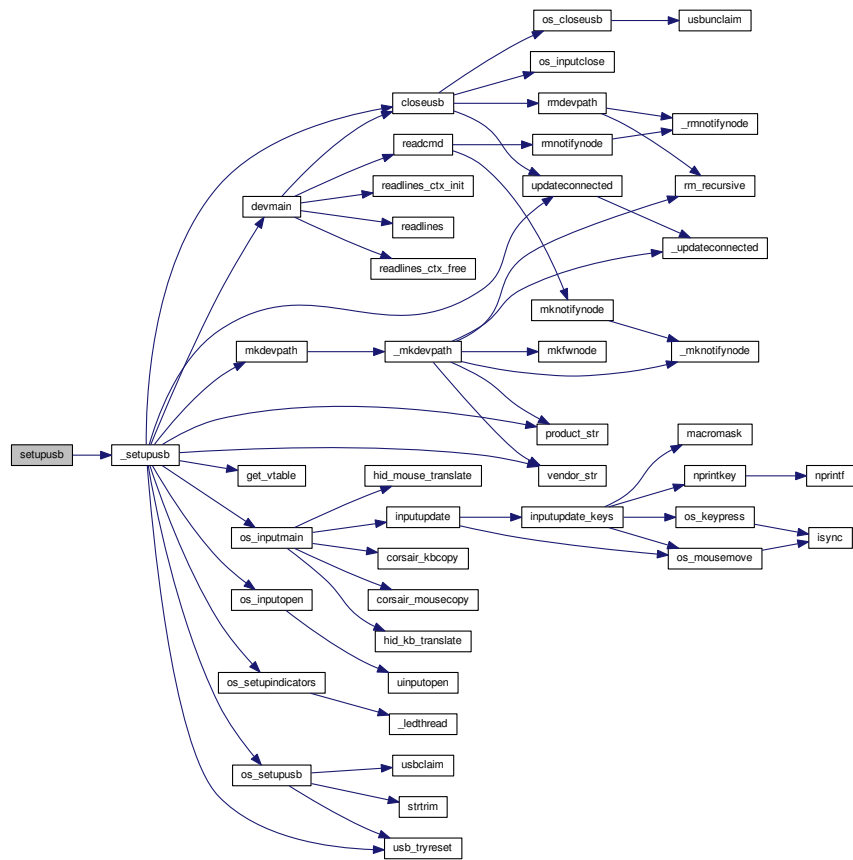 os_closeusb
usbunclaim
os_inputclose
closeusb
rmdevpath
_rmnotifynode
readcmd
rmnotifynode
readlines_ctx_init
updateconnected
rm_recursive
devmain
readlines
_updateconnected
readlines_ctx_free
mknotifynode
mkdevpath
_mkdevpath
mkfwnode
_mknotifynode
product_str
macromask
setupusb
_setupusb
get_vtable
hid_mouse_translate
vendor_str
nprintkey
nprintf
inputupdate
inputupdate_keys
os_keypress
os_inputmain
isync
corsair_kbcopy
os_mousemove
os_inputopen
corsair_mousecopy
hid_kb_translate
os_setupindicators
uinputopen
_ledthread
usbclaim
os_setupusb
strtrim
usb_tryreset